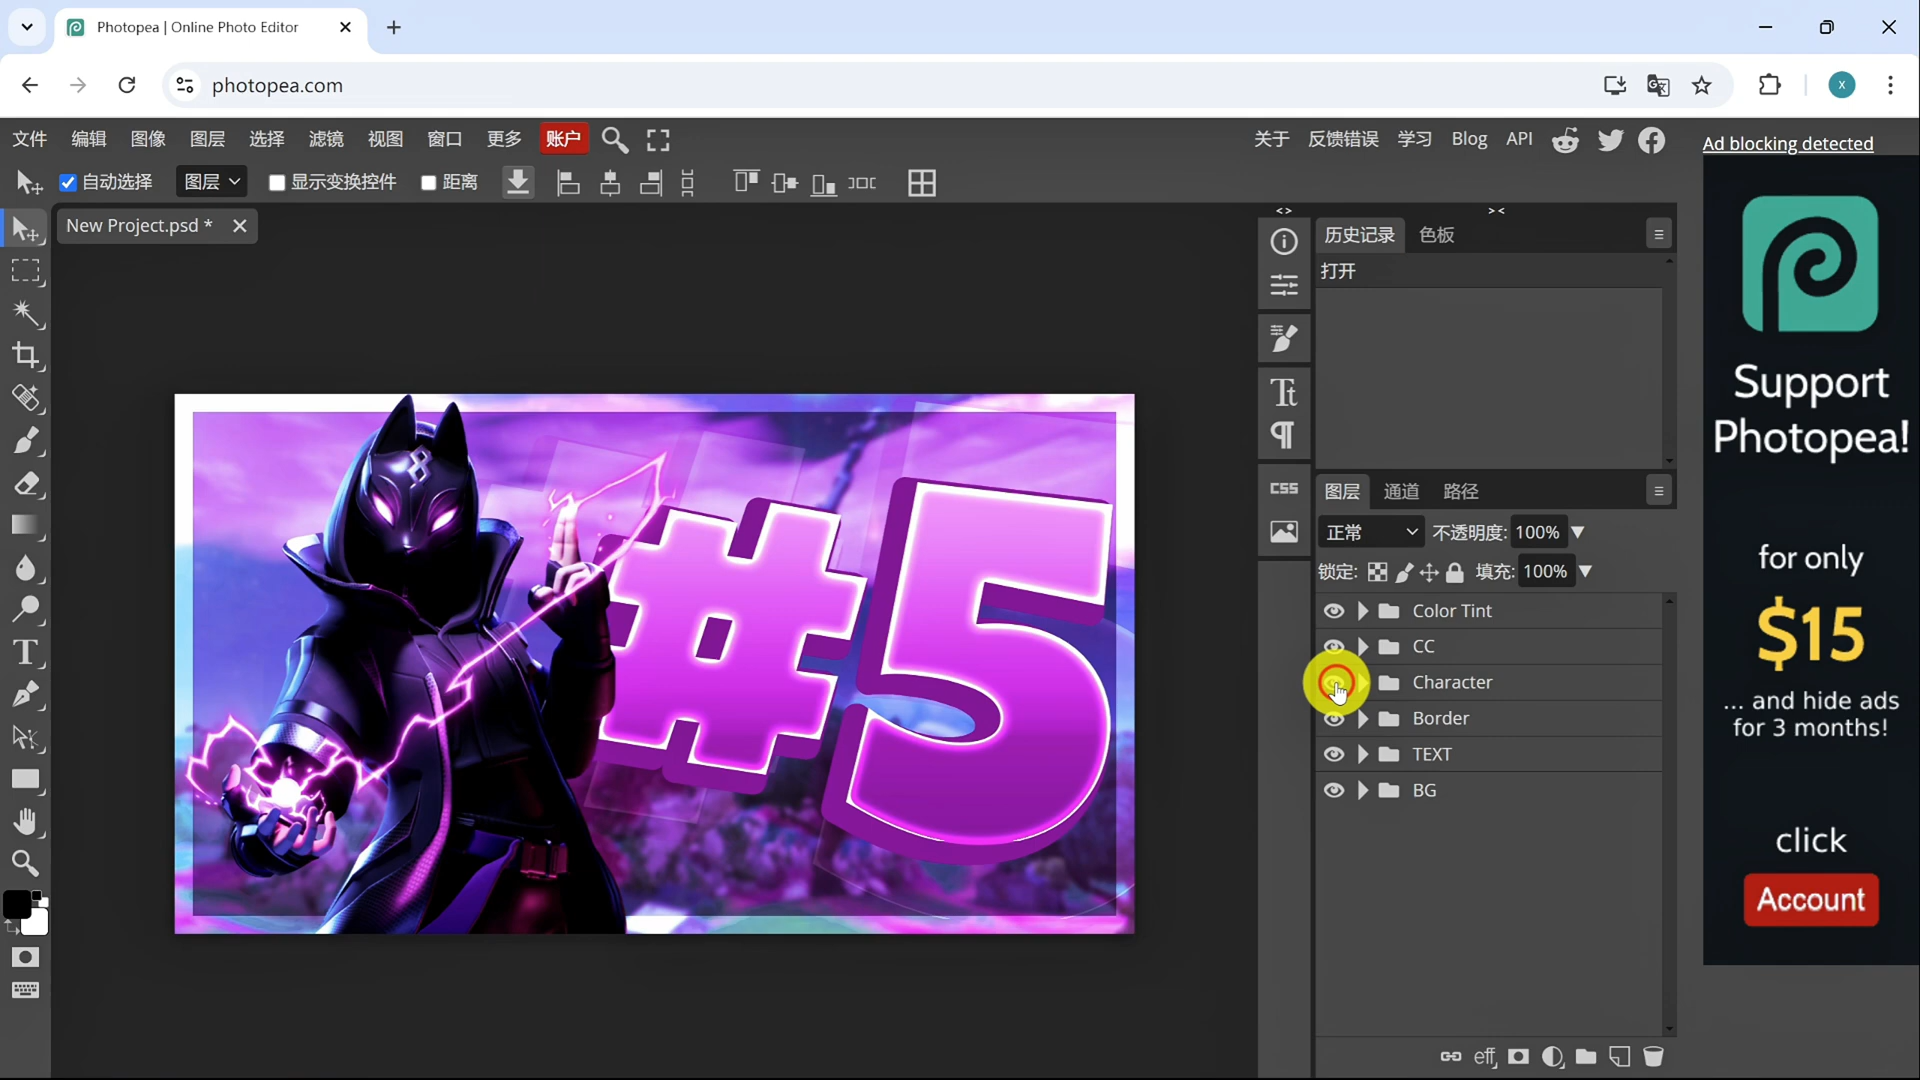 Photopea | Online Photo Editor
photopea.com
X
文件 编辑 图像 图层 选择 滤镜 视图 窗口 更多 账户
关于 反馈错误 学习 Blog API
自动选择 图层 显示变换控件 距离
New Project.psd *
历史记录 色板
打开
Tt
CSS
图层 通道 路径
正常 不透明度: 100%
锁定: 填充: 100%
Color Tint
CC
Character
Border
TEXT
BG
eff
T
#5
Ad blocking detected
Support
Photopea!
for only
$15
... and hide ads
for 3 months!
click
Account